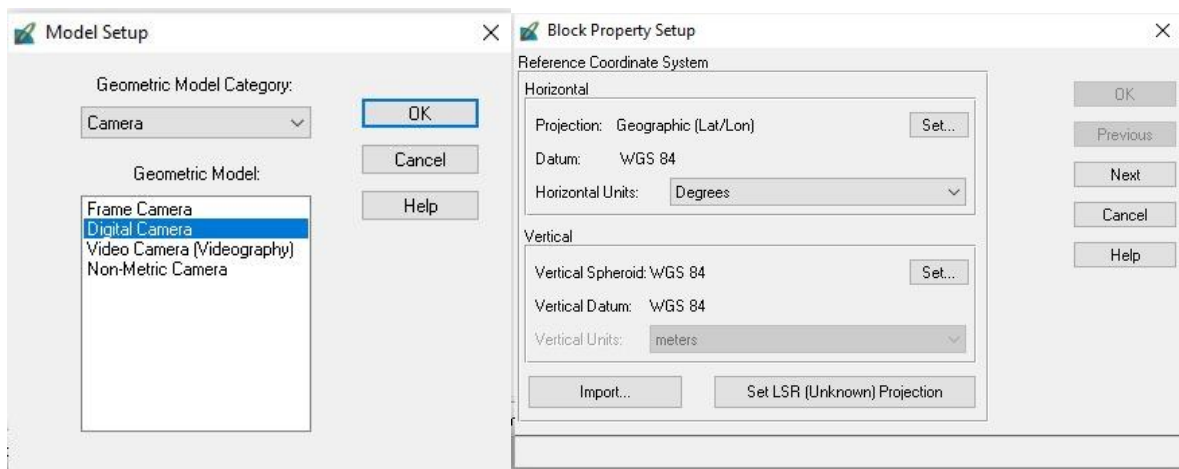 Model Setup
Geometric Model Category:
Camera
OK
Cancel
Geometric Model:
Help
Frame Camera
Digital Camera
Video Camera (Videography)
Non-Metric Camera
Block Property Setup
Reference Coordinate System
Horizontal
Projection: Geographic (Lat/Lon) Set...
Datum: WGS 84
Horizontal Units: Degrees
Vertical
Vertical Spheroid: WGS 84 Set...
Vertical Datum: WGS 84
Vertical Units: meters
Import... Set LSR (Unknown) Projection
OK
Previous
Next
Cancel
Help